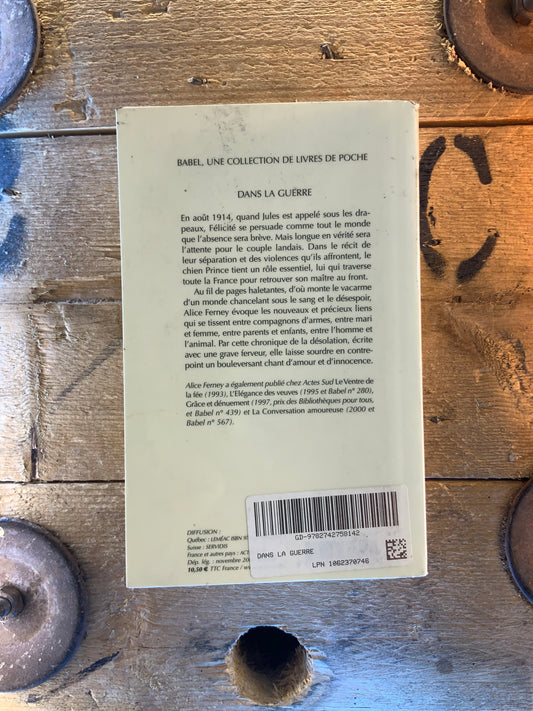 BABEL, UNE COLLECTION DE LIVRES DE POCHE
DANS LA GUERRE
En août 1914, quand Jules est appelé sous les dra-
peaux, Félicité se persuade comme tout le monde
que l'absence sera brève. Mais longue en vérité sera
l'attente pour le couple landais. Dans le récit de
leur séparation et des violences qu'ils affrontent, le
chien Prince tient un rôle essentiel, lui qui traverse
toute la France pour retrouver son maître au front.
Au fil de pages haletantes, d'où monte le vacarme
d'un monde chancelant sous le sang et le désespoir,
Alice Ferney évoque les nouveaux et précieux liens
qui se tissent entre compagnons d'armes, entre mari
et femme, entre parents et enfants, entre l'homme et
l'animal. Par cette chronique de la désolation, écrite
avec une grave ferveur, elle laisse sourdre en contre-
point un bouleversant chant d'amour et d'innocence.
Alice Ferney a également publié chez Actes Sud Le Ventre de
la fée (1993), L'Elégance des veuves (1995 et Babel n° 280),
Grâce et dénuement (1997, prix des Bibliothèques pour tous,
et Babel n° 439) et La Conversation amoureuse (2000 et
Babel n° 567).
DIFFUSION :
Québec : LEMÉAC ISBN
Suisse : SERVIDIS
France et autres pays :
Dép. lég. : novembre
10,50 € TTC France /
GD-9702742758142
DANS LA GUERRE
LPN 1062370746